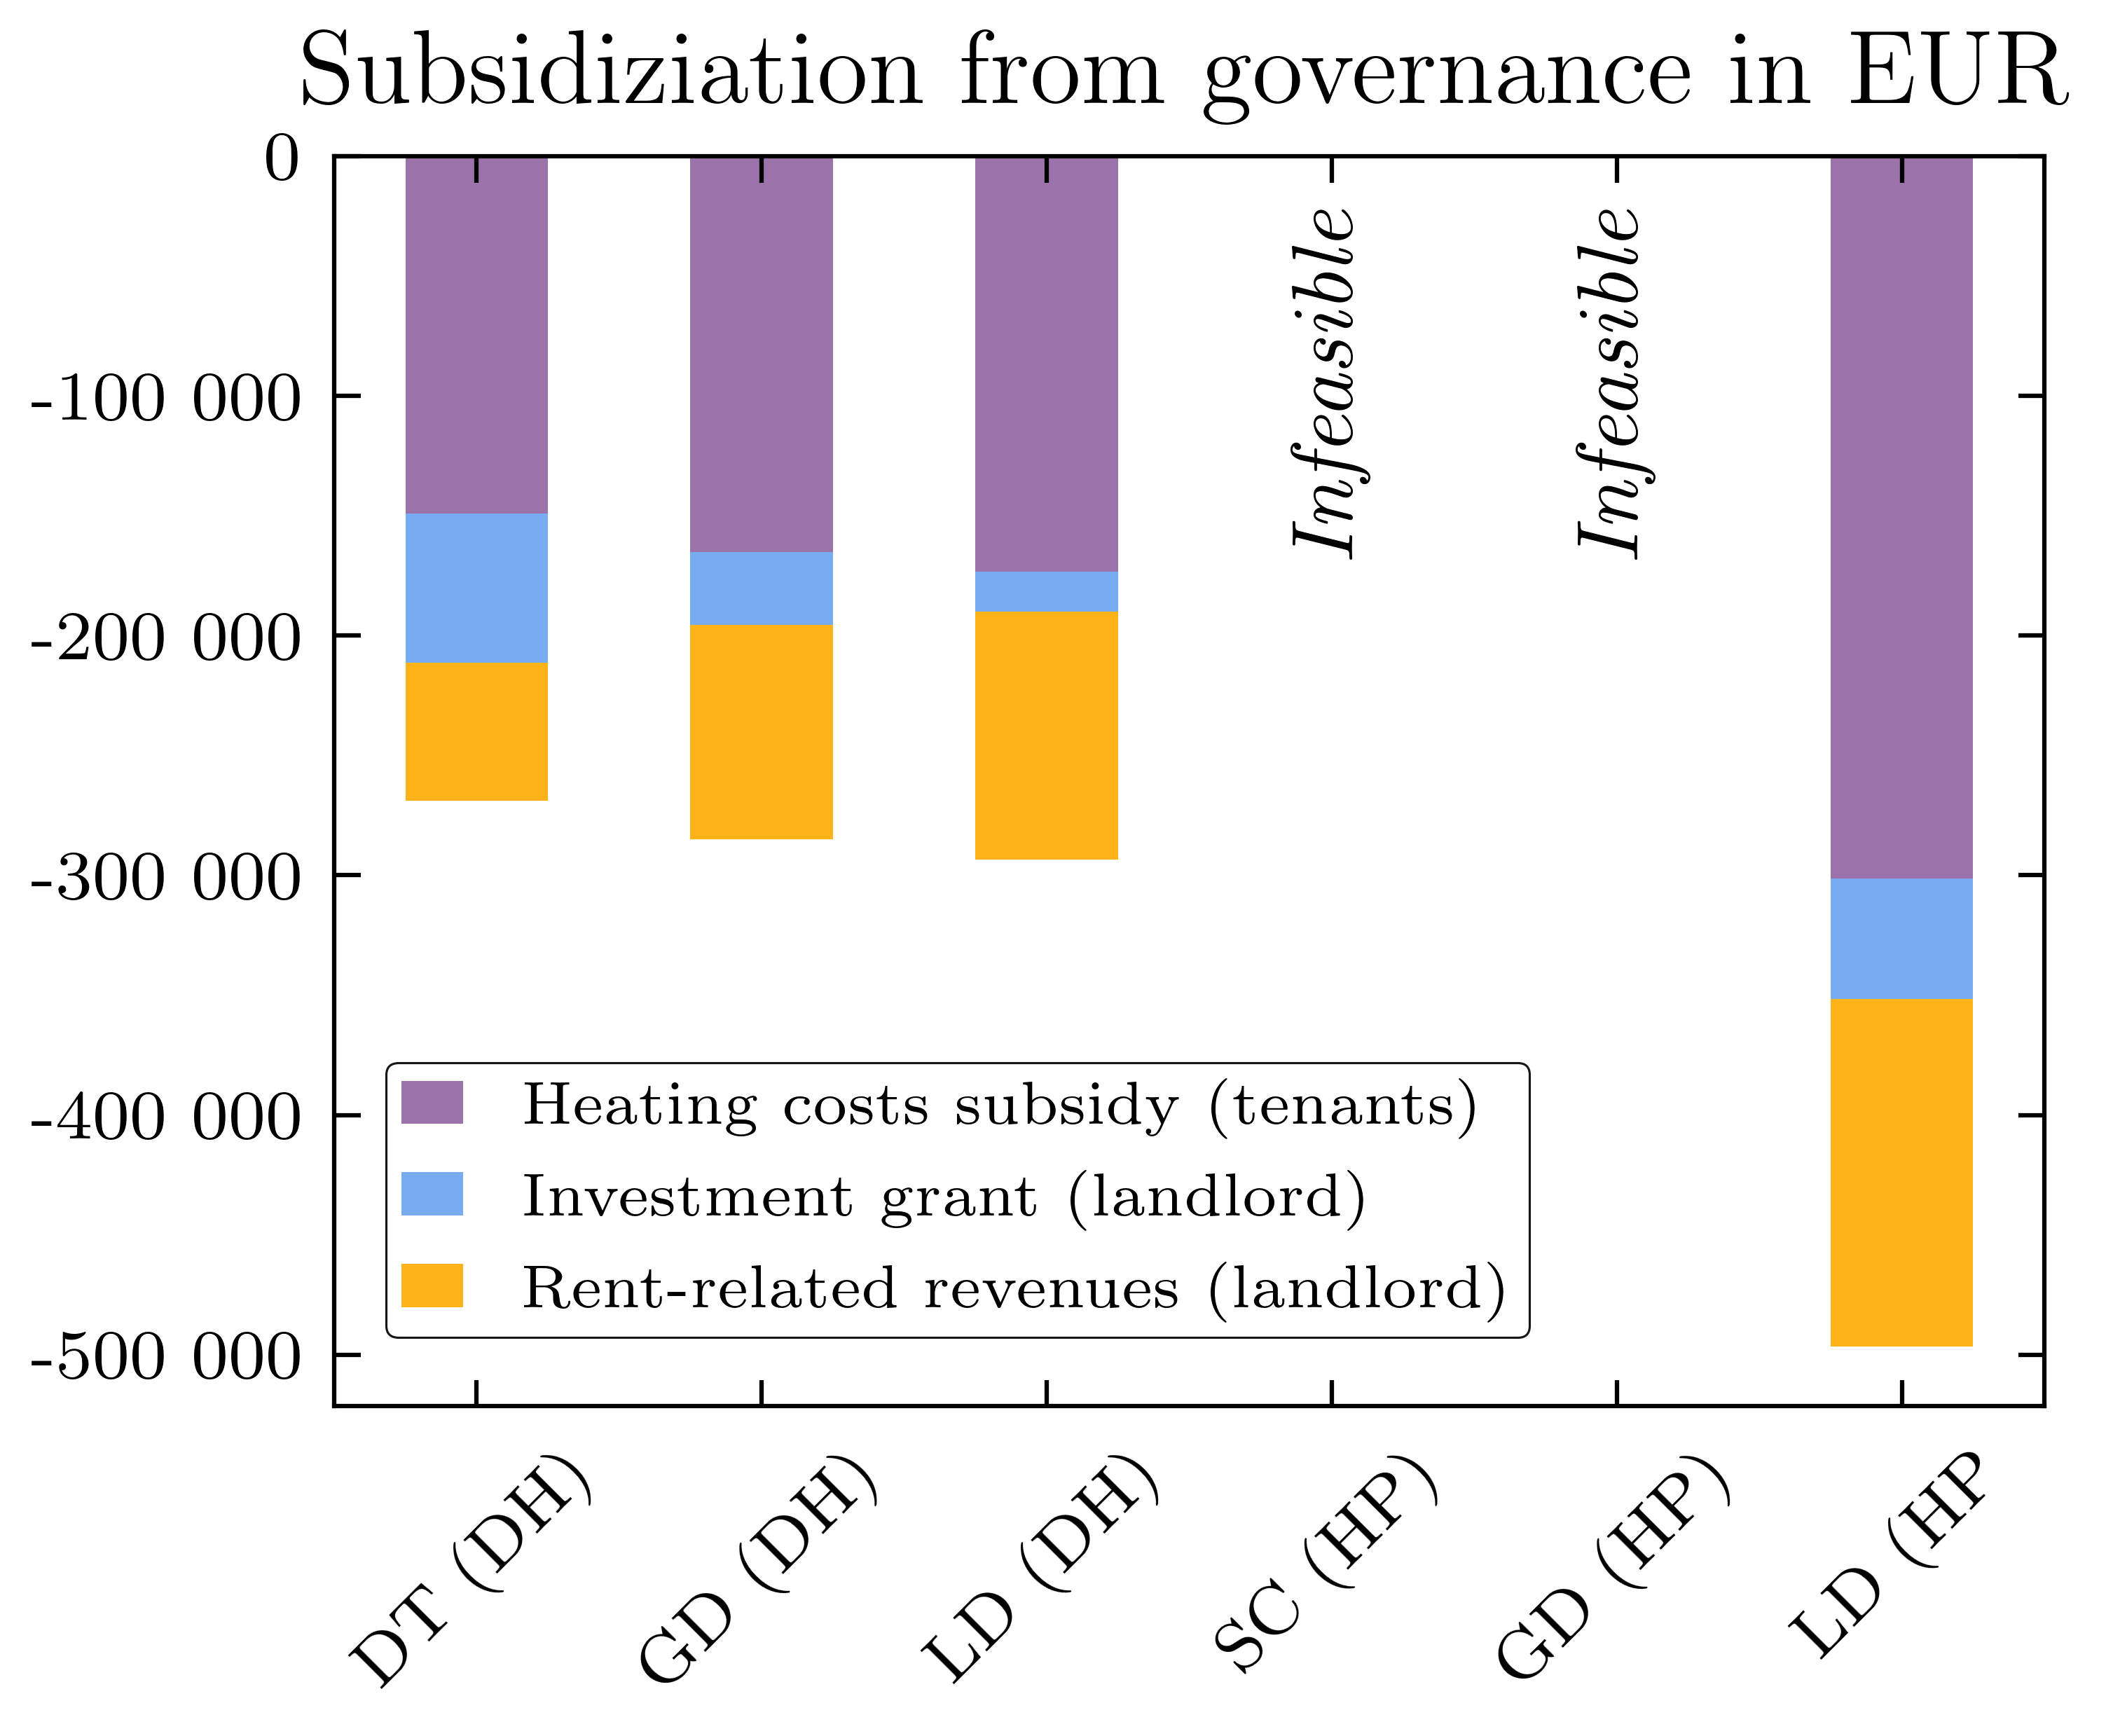 Subsidiziation from governance in EUR
0
-100 000
-200 000
-300 000
-400 000
-500 000
Infeasible
Infeasible
Heating costs subsidy (tenants)
Investment grant (landlord)
Rent-related revenues (landlord)
DT (DH)
GD (DH)
LD (DH)
SC (HP)
GD (HP)
LD (HP